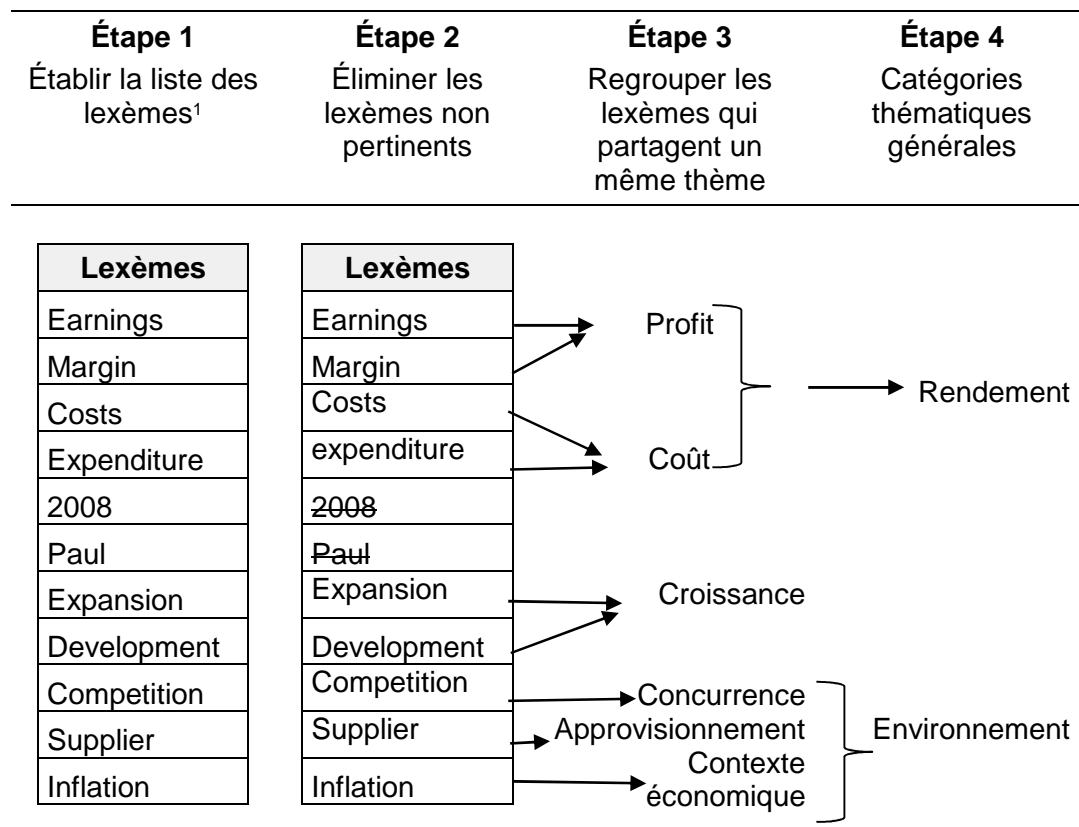 Étape 1
Établir la liste des
lexèmes¹
Étape 2
Éliminer les
lexèmes non
pertinents
Étape 3
Regrouper les
lexèmes qui
partagent un
même thème
Étape 4
Catégories
thématiques
générales
Lexèmes
Earnings
Margin
Costs
Expenditure
2008
Paul
Expansion
Development
Competition
Supplier
Inflation
Lexèmes
Earnings
Margin
Costs
expenditure
2008
Paul
Expansion
Development
Competition
Supplier
Inflation
Profit
Coût
Croissance
Concurrence
Approvisionnement
Contexte
économique
Rendement
Environnement